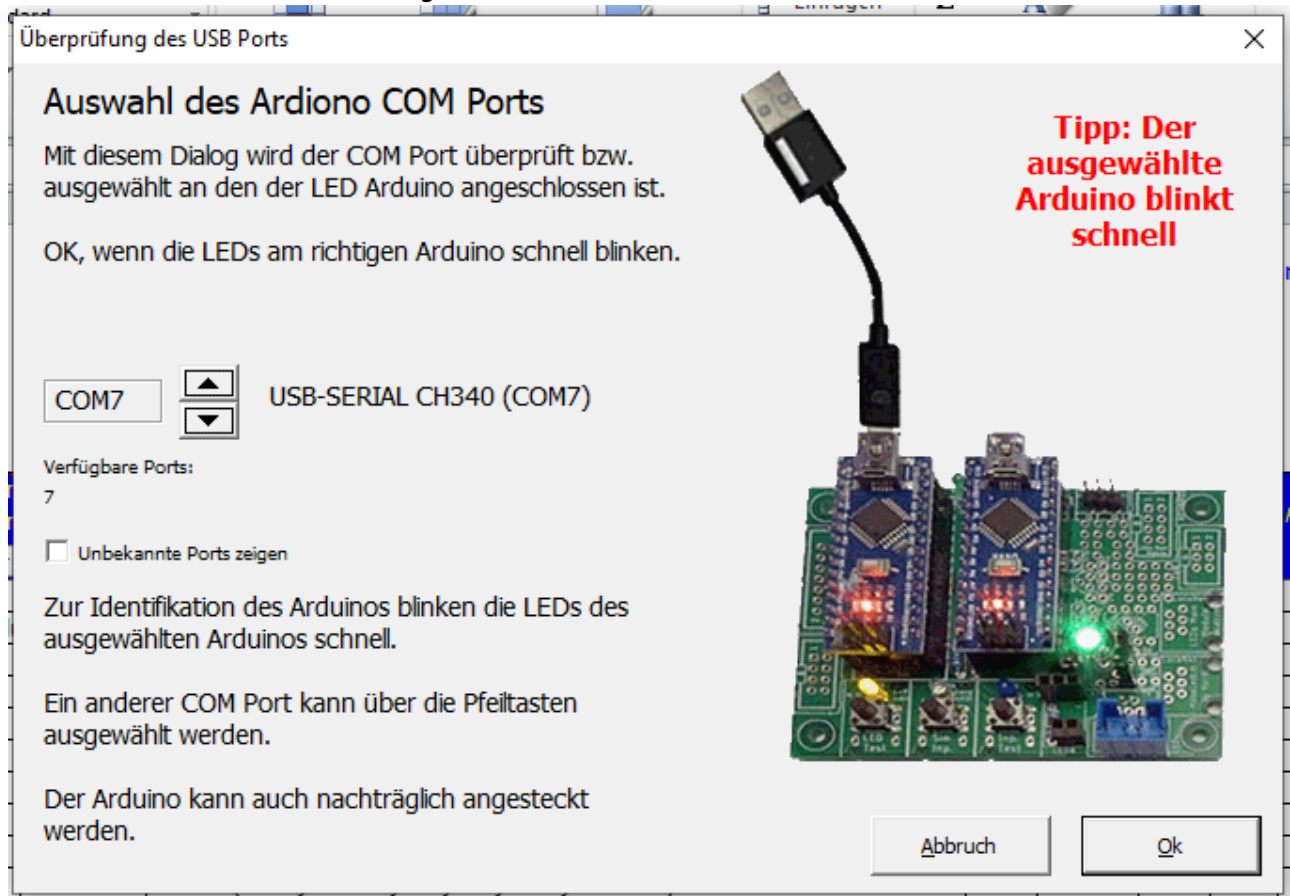 Einfügen
Überprüfung des USB Ports
Auswahl des Ardiono COM Ports
Mit diesem Dialog wird der COM Port überprüft bzw.
ausgewählt an den der LED Arduino angeschlossen ist.
OK, wenn die LEDs am richtigen Arduino schnell blinken.
Tipp: Der
ausgewählte
Arduino blinkt
schnell
COM7
USB-SERIAL CH340 (COM7)
Verfügbare Ports:
7
Unbekannte Ports zeigen
Zur Identifikation des Arduinos blinken die LEDs des
ausgewählten Arduinos schnell.
Ein anderer COM Port kann über die Pfeiltasten
ausgewählt werden.
Der Arduino kann auch nachträglich angesteckt
werden.
LED
Test
Test
Abbruch
Ok